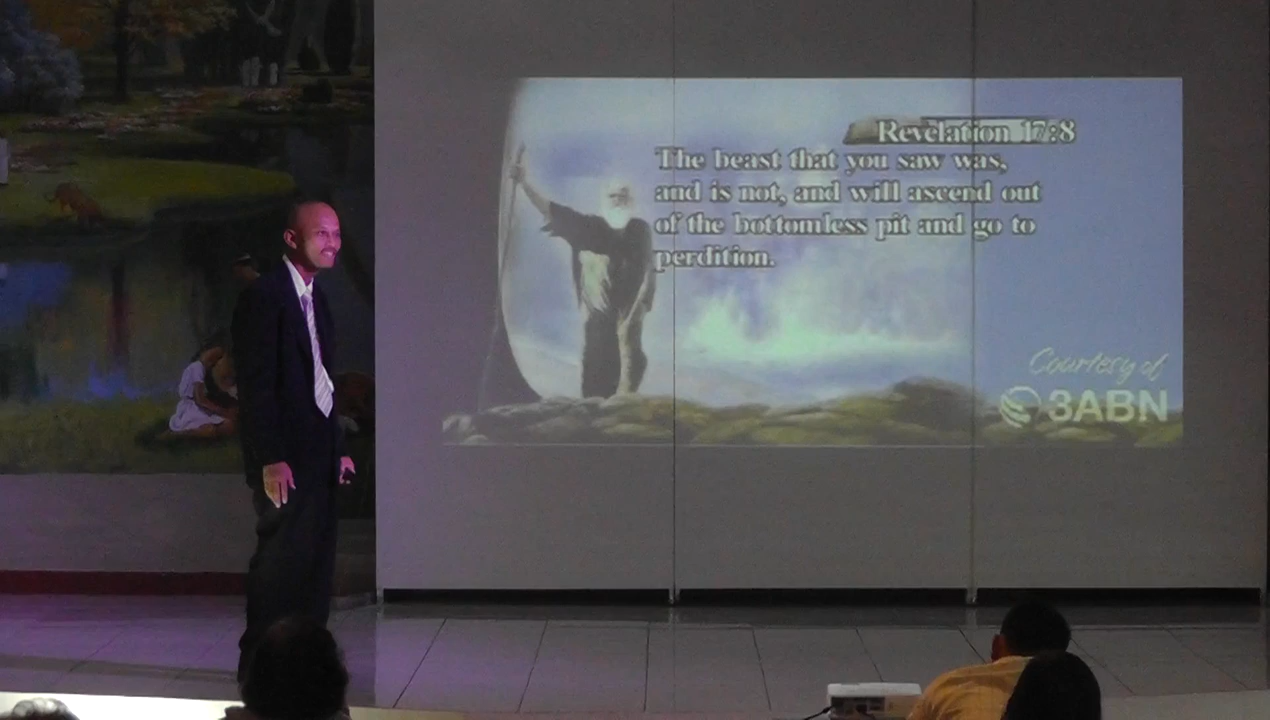 Revelation 17:8
The beast that you saw was,
and is not, and will ascend out
of the bottomless pit and go to
perdition.
Courtesy of
3ABN